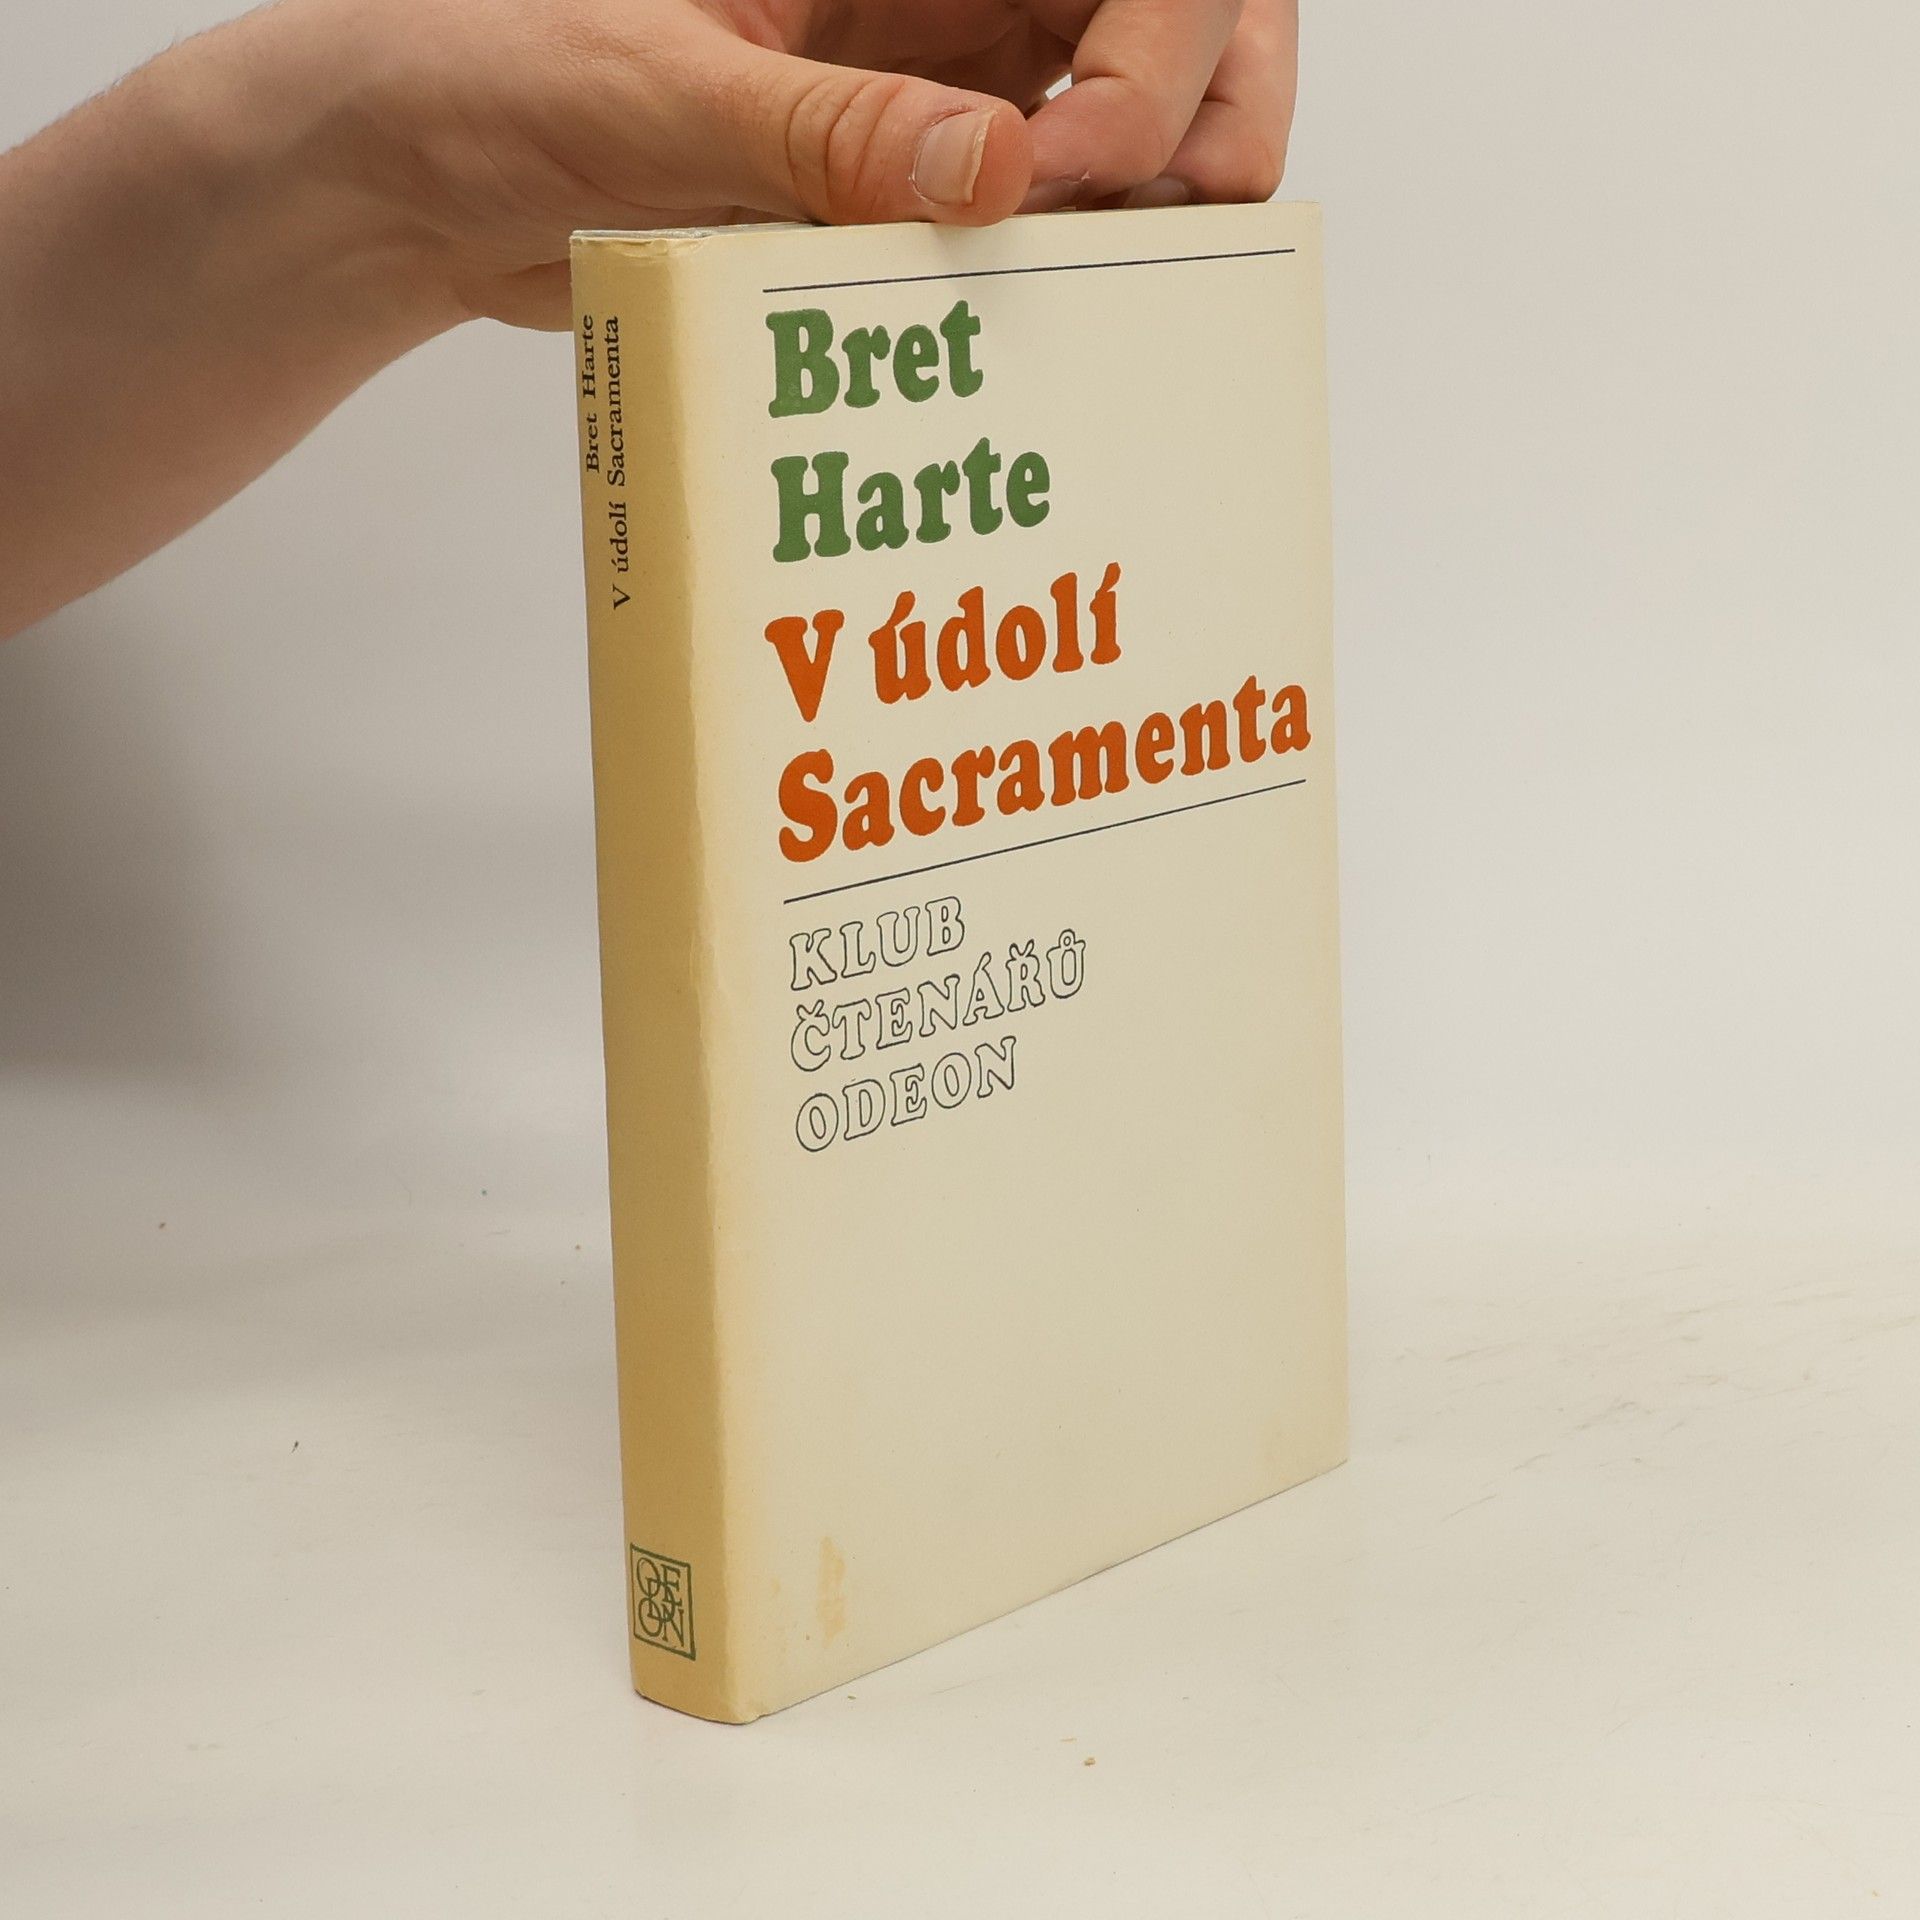 Bret Harte
V údolí Sacramenta
Bret
Harte
V údolí
Sacramenta
KLUB
ČTENÁŘŮ
ODEON
ODEON